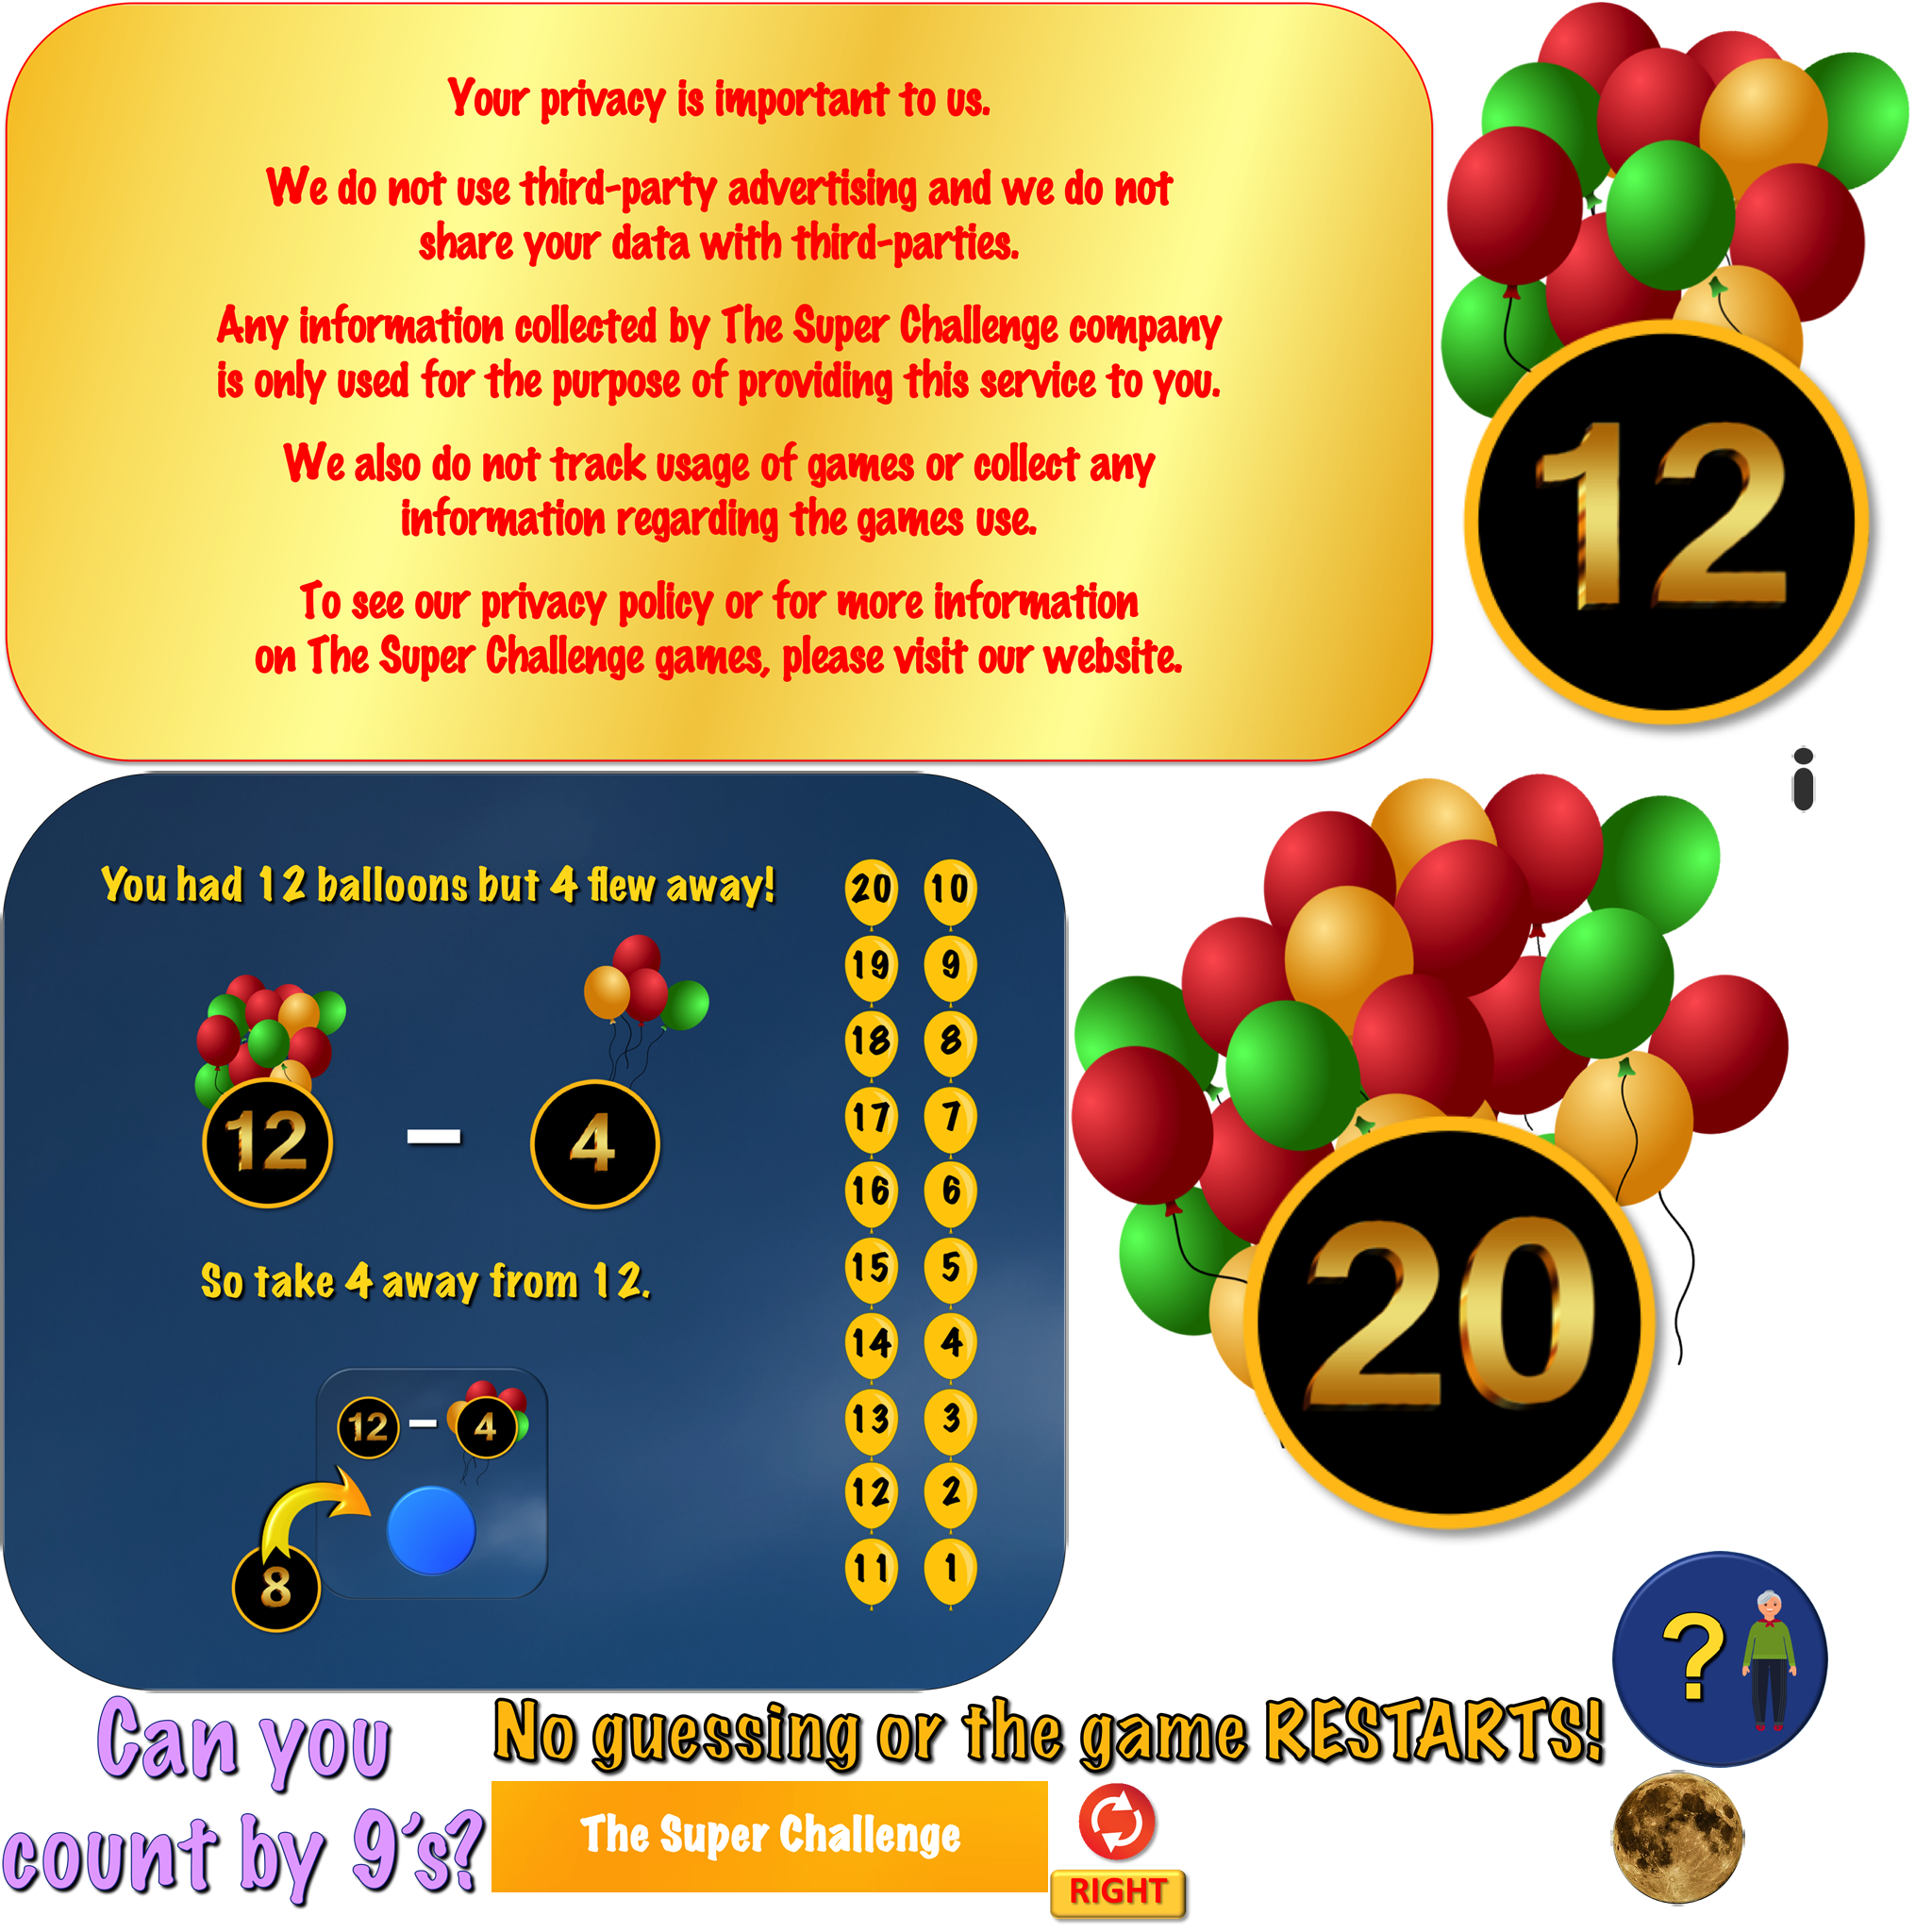 Your privacy is important to us.
We do not use third-party advertising and we do not
share your data with third-parties.
Any information collected by The Super Challenge company
is only used for the purpose of providing this service to you.
We also do not track usage of games or collect any
information regarding the games use.
To see our privacy policy or for more information
on The Super Challenge games, please visit our website.
12
i
You had 12 balloons but 4 flew away!
12 – 4
So take 4 away from 12.
12 – 4
8
20 10
19 9
18 8
17 7
16 6
15 5
14 4
13 3
12 2
11 1
20
?
Can you
count by 9's?
No guessing or the game RESTARTS!
The Super Challenge
RIGHT